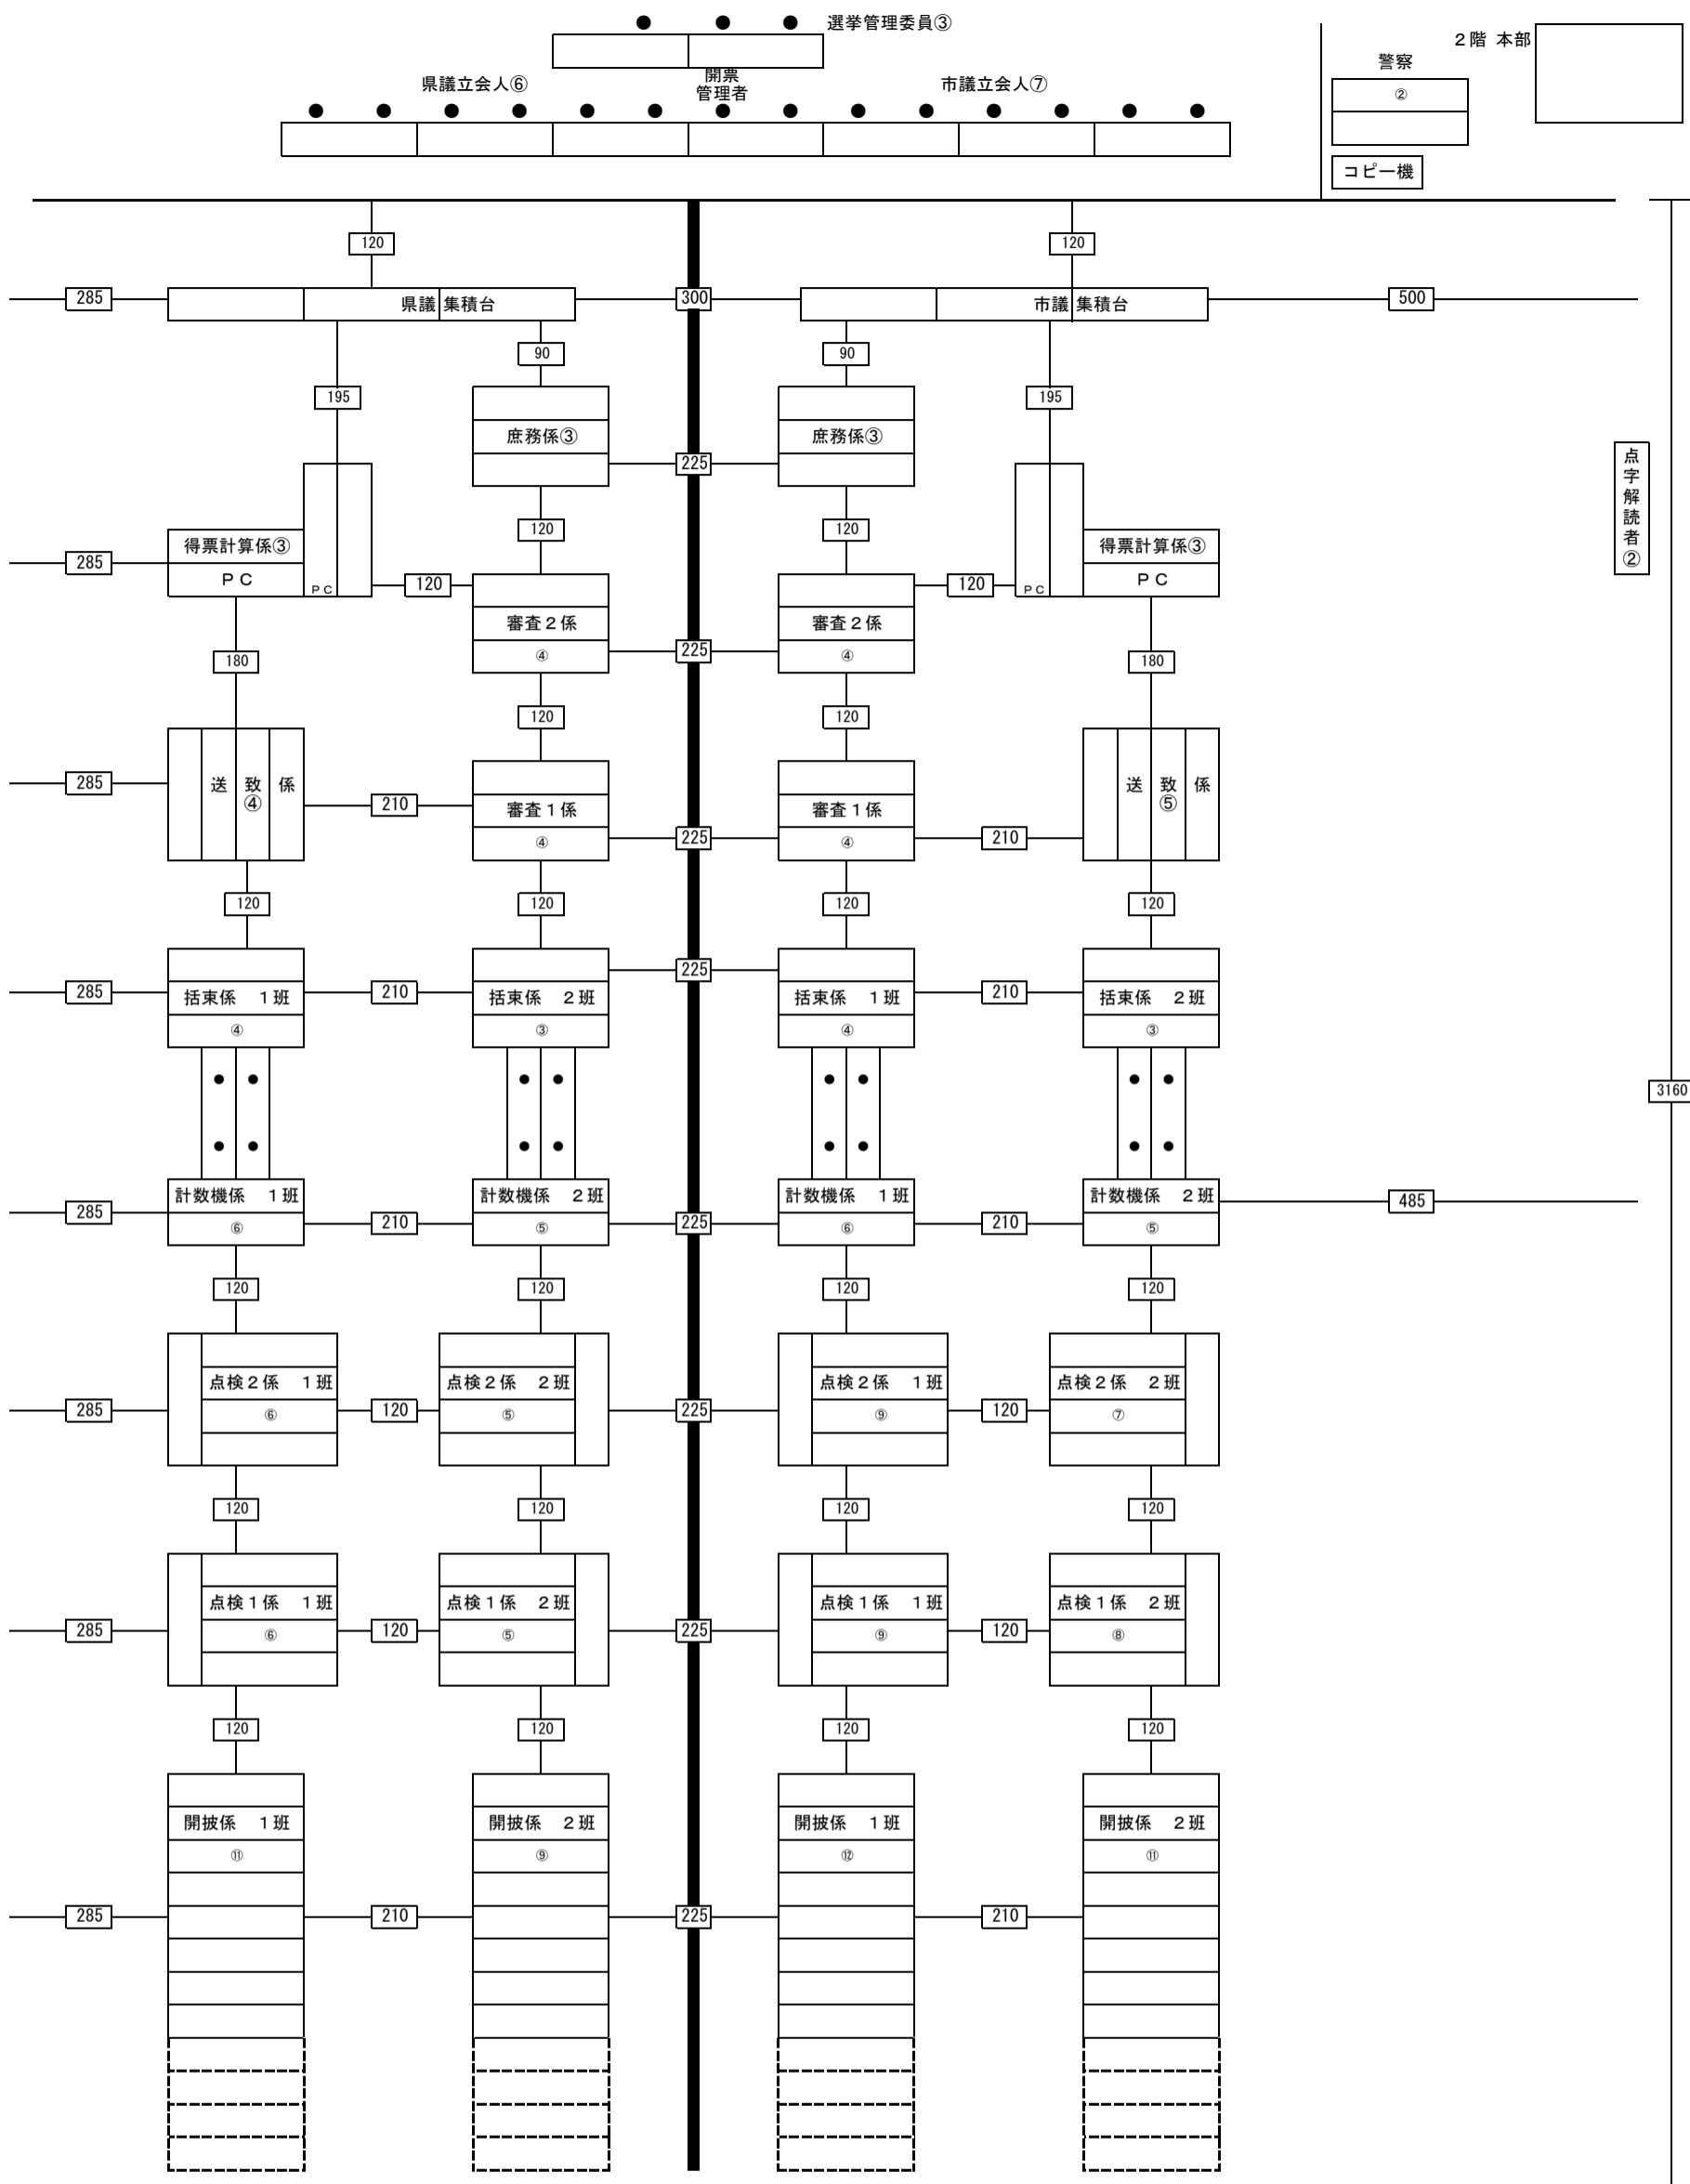 選挙管理委員③
２階 本部
警察
②
コピー機
県議立会人⑥
開票
管理者
市議立会人⑦
120
120
285
県議 集積台
300
市議 集積台
500
90
90
195
195
庶務係③
庶務係③
225
点字解読者②
120
120
285
得票計算係③
ＰＣ
ＰＣ
120
120
ＰＣ
得票計算係③
ＰＣ
審査２係
④
225
審査２係
④
180
180
120
120
285
送致係
④
210
審査１係
④
225
審査１係
④
210
送致係
⑤
120
120
120
120
225
285
括束係　１班
④
210
括束係　２班
③
括束係　１班
④
210
括束係　２班
③
3160
285
計数機係　１班
⑥
210
計数機係　２班
⑤
225
計数機係　１班
⑥
210
計数機係　２班
⑤
485
120
120
120
120
285
点検２係　１班
⑥
120
点検２係　２班
⑤
225
点検２係　１班
⑨
120
点検２係　２班
⑦
120
120
120
120
285
点検１係　１班
⑥
120
点検１係　２班
⑤
225
点検１係　１班
⑨
120
点検１係　２班
⑧
120
120
120
120
開披係　１班
⑪
開披係　２班
⑨
開披係　１班
⑫
開披係　２班
⑪
285
210
225
210